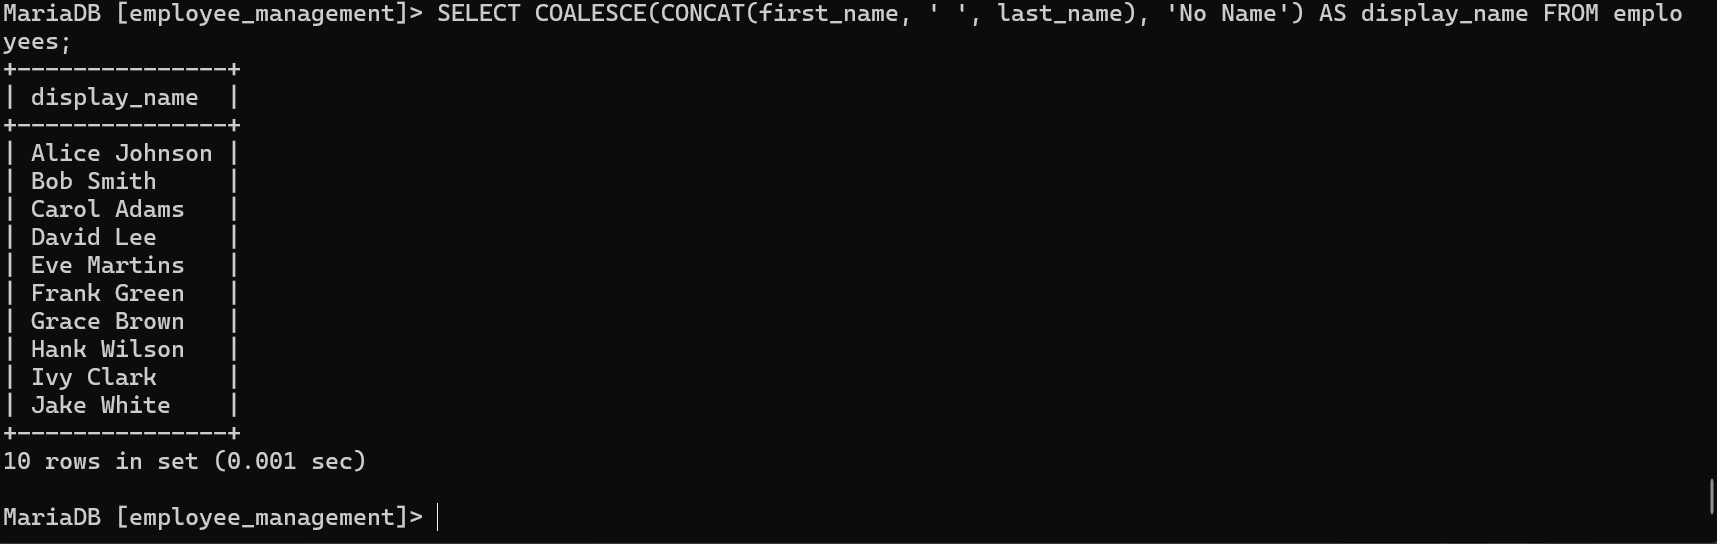 MariaDB [employee_management]> SELECT COALESCE(CONCAT(first_name, ' ', last_name), 'No Name') AS display_name FROM emplo
yees;
+---------------+
| display_name  |
+---------------+
| Alice Johnson |
| Bob Smith     |
| Carol Adams   |
| David Lee     |
| Eve Martins   |
| Frank Green   |
| Grace Brown   |
| Hank Wilson   |
| Ivy Clark     |
| Jake White    |
+---------------+
10 rows in set (0.001 sec)
MariaDB [employee_management]>